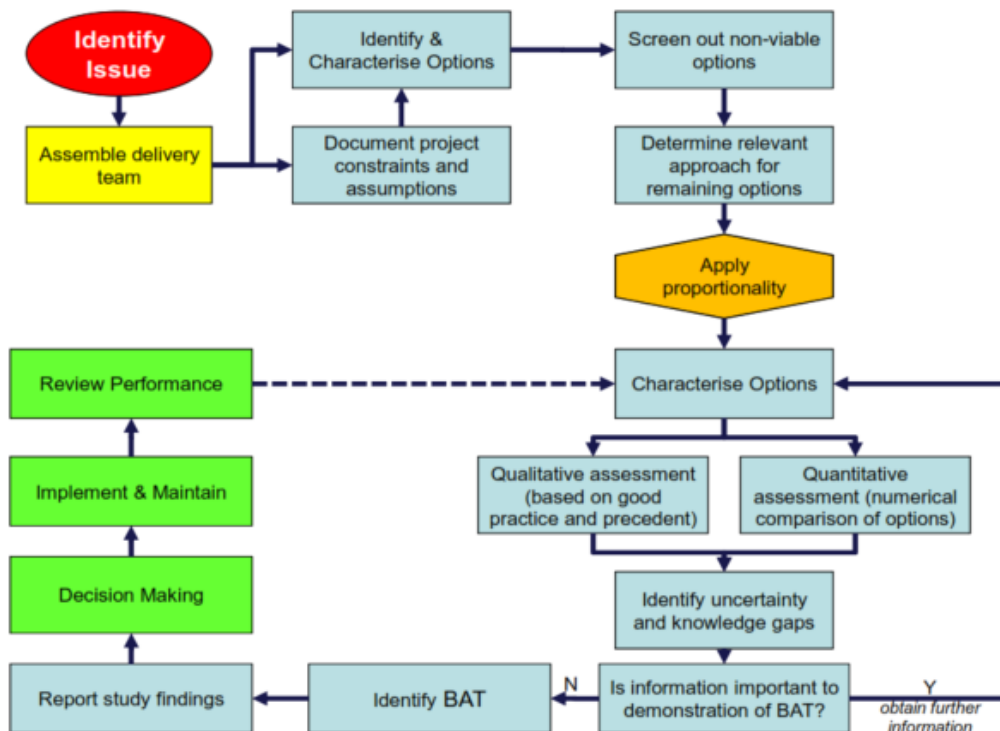 Identify
Issue
Identify &
Characterise Options
Screen out non-viable
options
Assemble delivery
team
Document project
constraints and
assumptions
Determine relevant
approach for
remaining options
Apply
proportionality
Review Performance
Characterise Options
Qualitative assessment
(based on good
practice and precedent)
Quantitative
assessment (numerical
comparison of options)
Implement & Maintain
Decision Making
Identify uncertainty
and knowledge gaps
Report study findings
Identify BAT
N
Is information important to
demonstration of BAT?
Y
obtain further
information